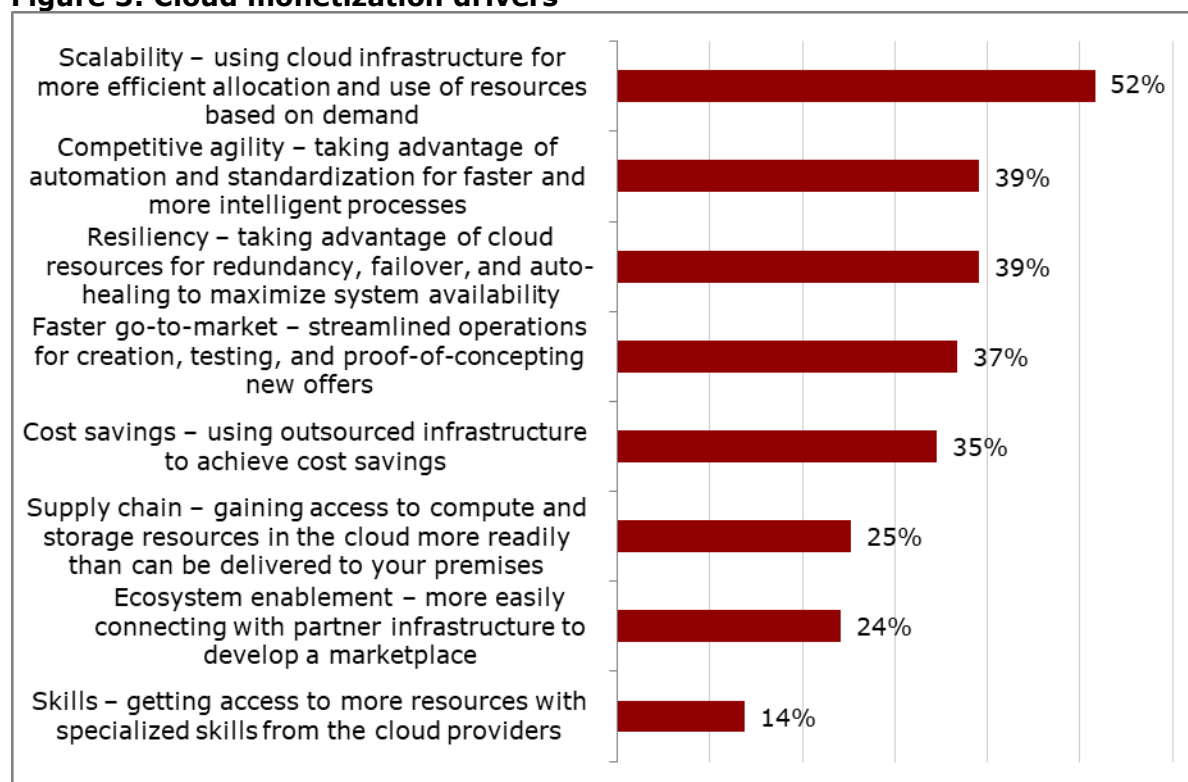 Figure 3: Cloud monetization drivers
Scalability – using cloud infrastructure for
more efficient allocation and use of resources
based on demand
52%
Competitive agility – taking advantage of
automation and standardization for faster and
more intelligent processes
39%
Resiliency – taking advantage of cloud
resources for redundancy, failover, and auto-
healing to maximize system availability
39%
Faster go-to-market – streamlined operations
for creation, testing, and proof-of-concepting
new offers
37%
Cost savings – using outsourced infrastructure
to achieve cost savings
35%
Supply chain – gaining access to compute and
storage resources in the cloud more readily
than can be delivered to your premises
25%
Ecosystem enablement – more easily
connecting with partner infrastructure to
develop a marketplace
24%
Skills – getting access to more resources with
specialized skills from the cloud providers
14%